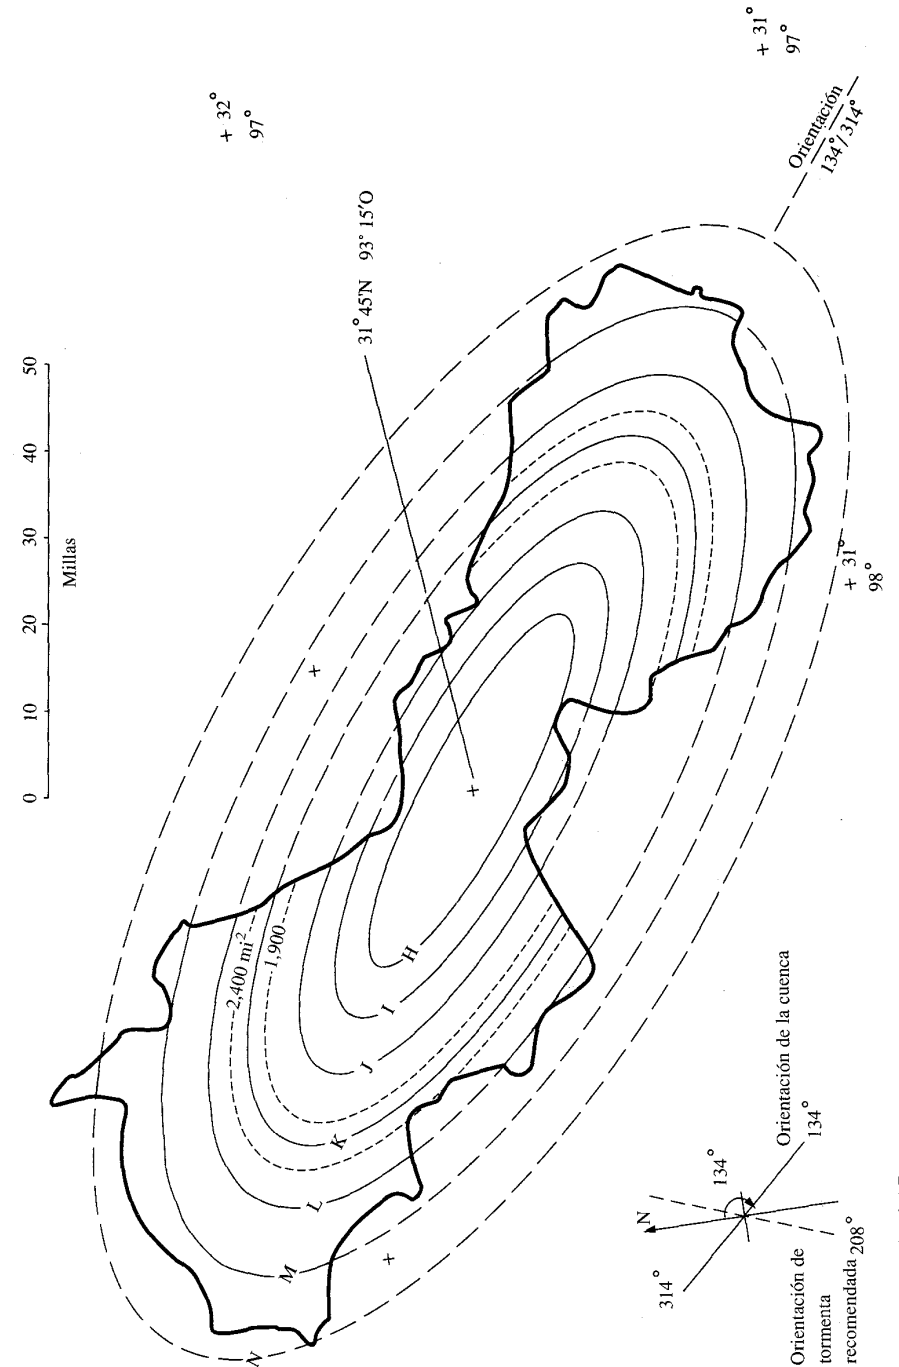 + 31°
97°
+ 32°
97°
Orientación
134° / 314°
31° 45′N 93° 15′O
0 10 20 30 40 50
Millas
+ 31°
98°
2,400 mi²
1,900
H
I
J
K
L
M
N
N
134°
Orientación de la cuenca
134°
314°
Orientación de
tormenta
recomendada 208°